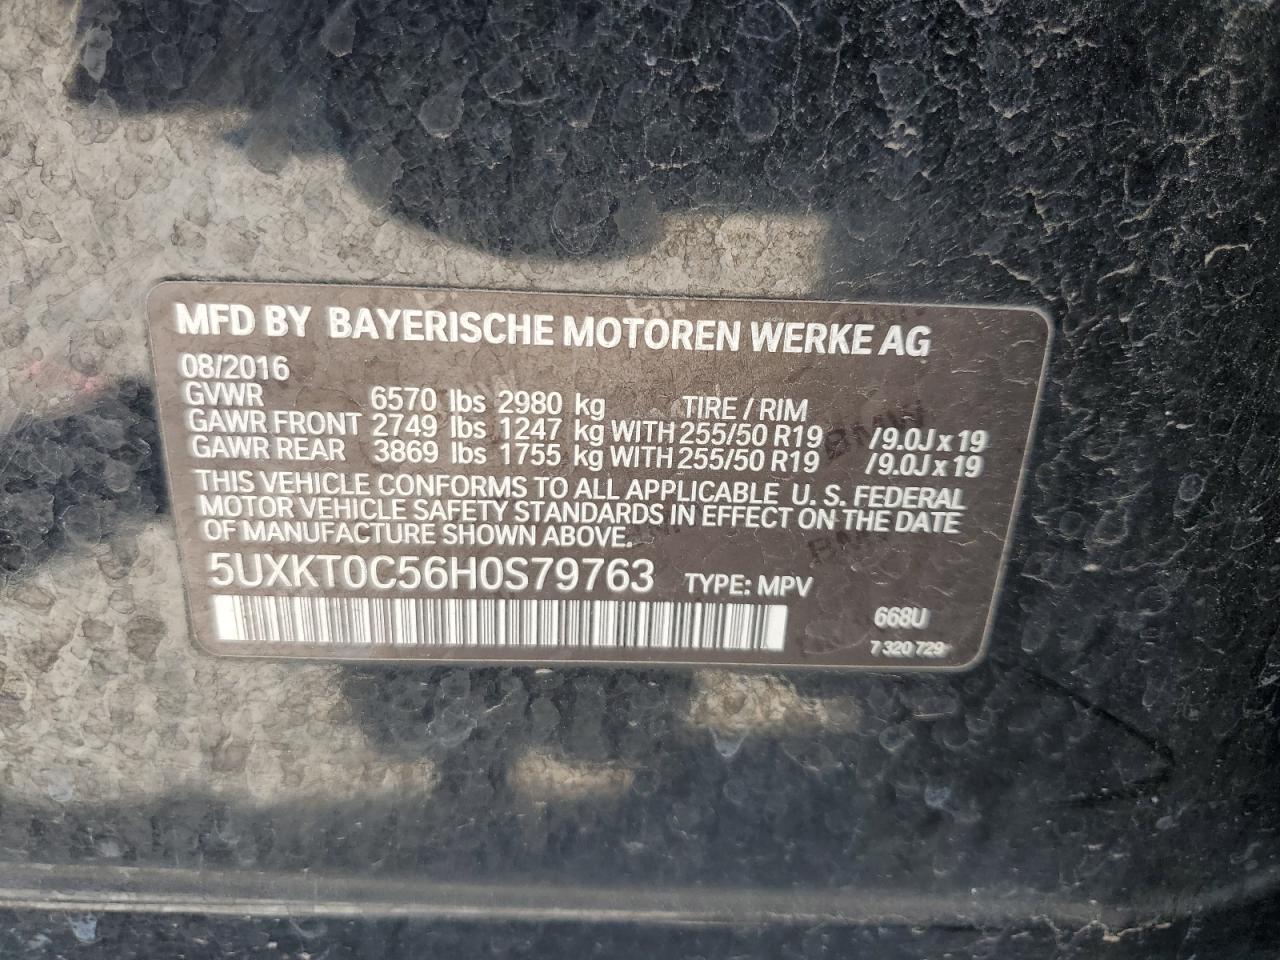 MFD BY BAYERISCHE MOTOREN WERKE AG
08/2016
GVWR 6570 lbs 2980 kg TIRE / RIM
GAWR FRONT 2749 lbs 1247 kg WITH 255/50 R19 /9.0J x 19
GAWR REAR 3869 lbs 1755 kg WITH 255/50 R19 /9.0J x 19
THIS VEHICLE CONFORMS TO ALL APPLICABLE U. S. FEDERAL
MOTOR VEHICLE SAFETY STANDARDS IN EFFECT ON THE DATE
OF MANUFACTURE SHOWN ABOVE.
5UXKT0C56H0S79763 TYPE: MPV
668U
7 320 729